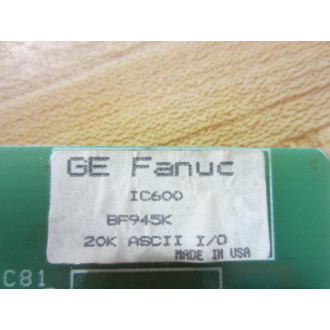 GE Fanuc
IC600
BF945K
20K ASCII I/O
MADE IN USA
C81